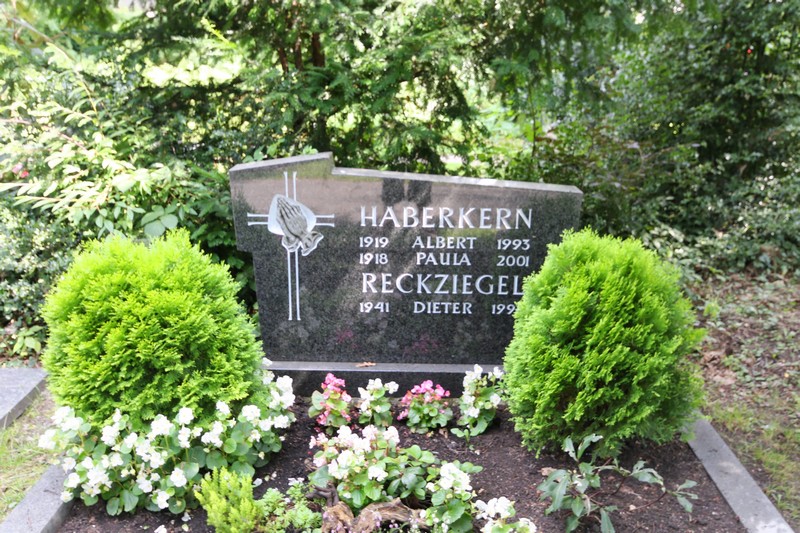 HABERKERN
1919 ALBERT 1993
1918 PAULA 2001
RECKZIEGEL
1941 DIETER